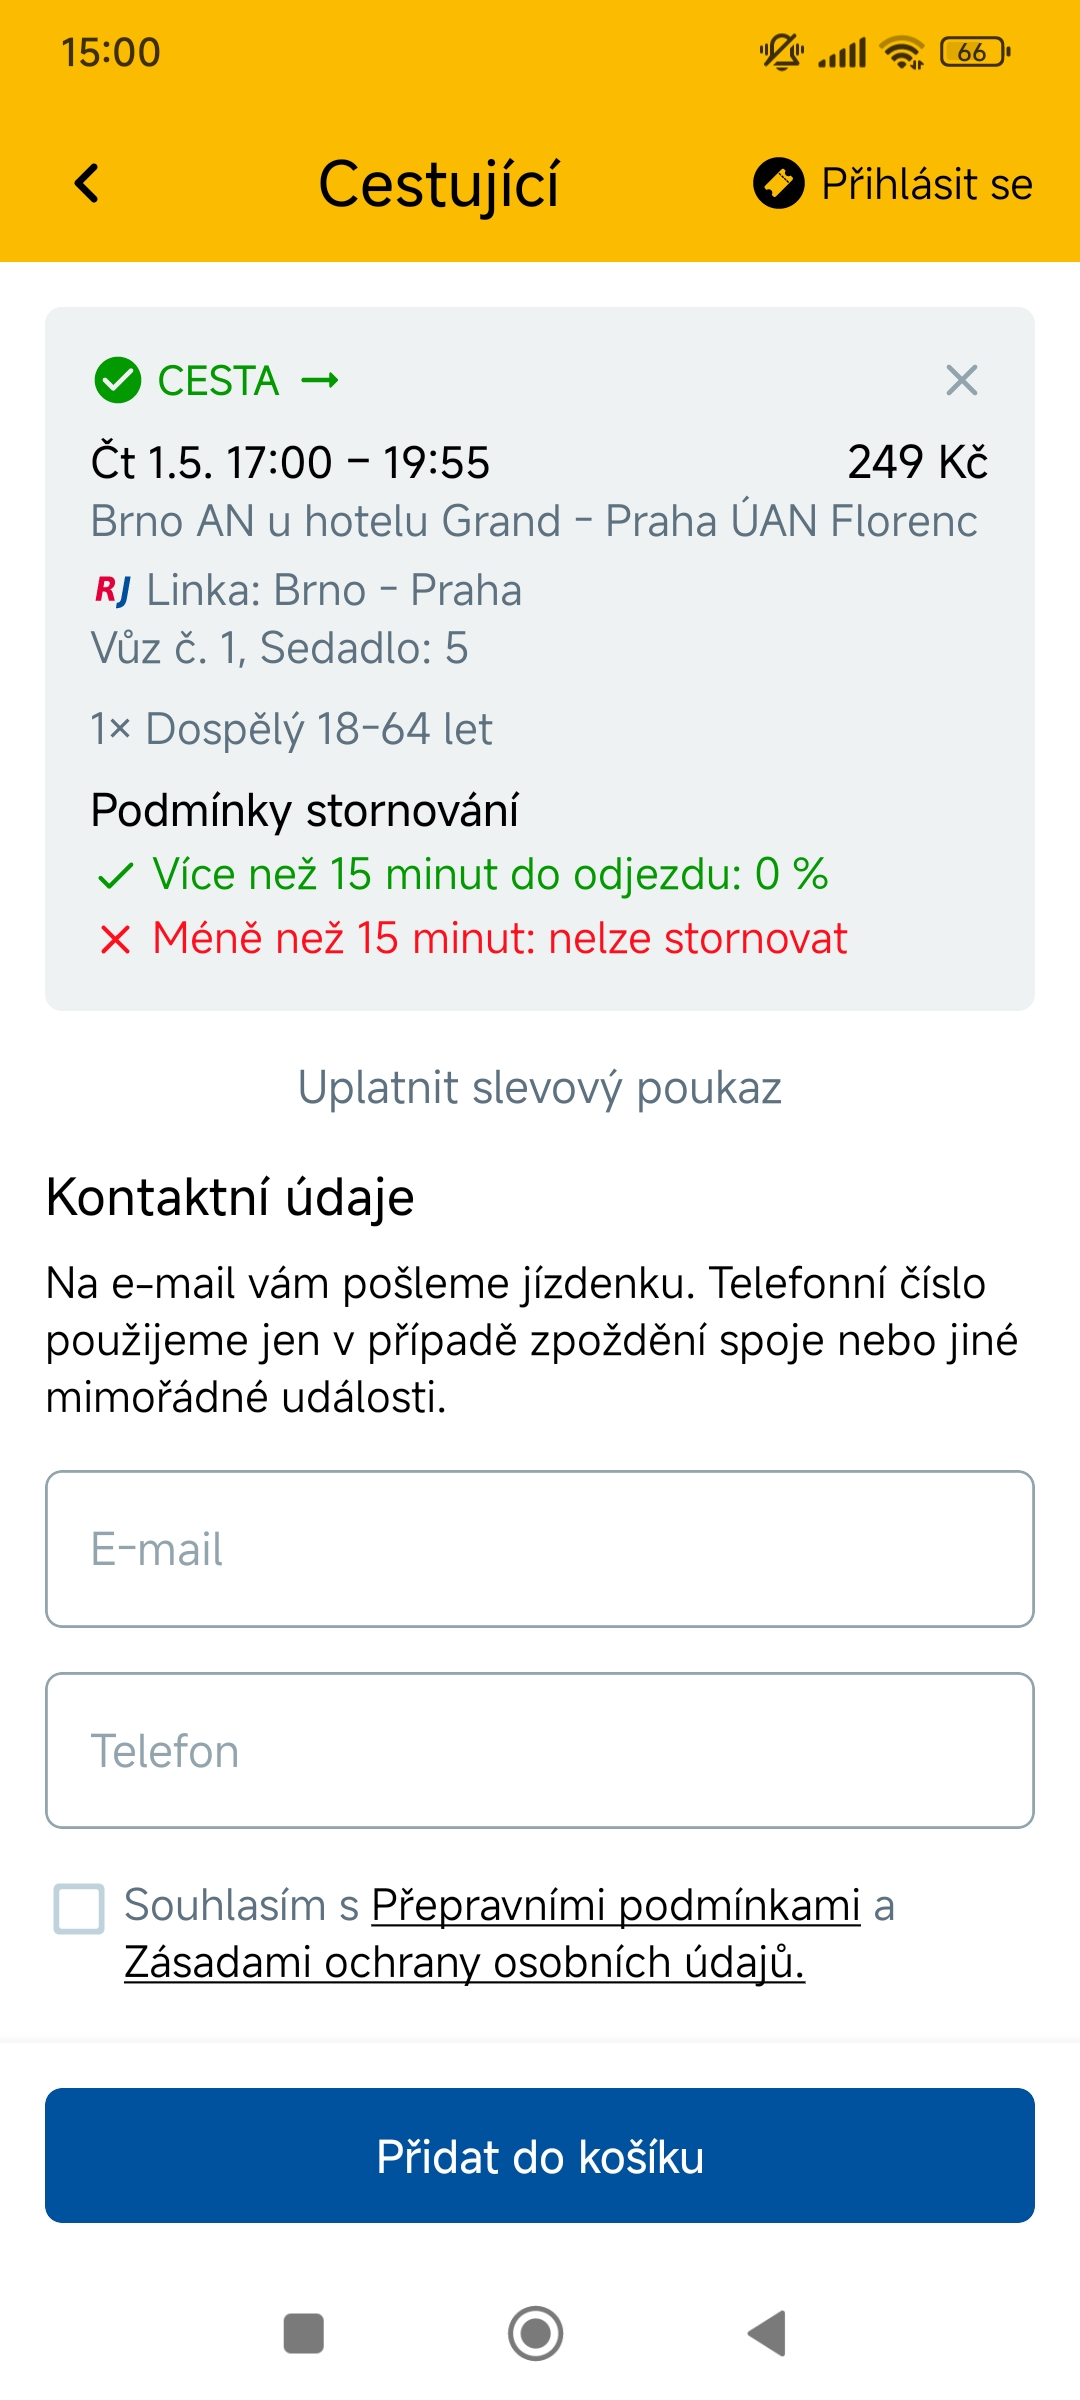 15:00
66
Cestující
Přihlásit se
CESTA →
Čt 1.5. 17:00 – 19:55
249 Kč
Brno AN u hotelu Grand - Praha ÚAN Florenc
RJ Linka: Brno - Praha
Vůz č. 1, Sedadlo: 5
1× Dospělý 18-64 let
Podmínky stornování
Více než 15 minut do odjezdu: 0 %
Méně než 15 minut: nelze stornovat
Uplatnit slevový poukaz
Kontaktní údaje
Na e-mail vám pošleme jízdenku. Telefonní číslo
použijeme jen v případě zpoždění spoje nebo jiné
mimořádné události.
E-mail
Telefon
Souhlasím s Přepravními podmínkami a
Zásadami ochrany osobních údajů.
Přidat do košíku